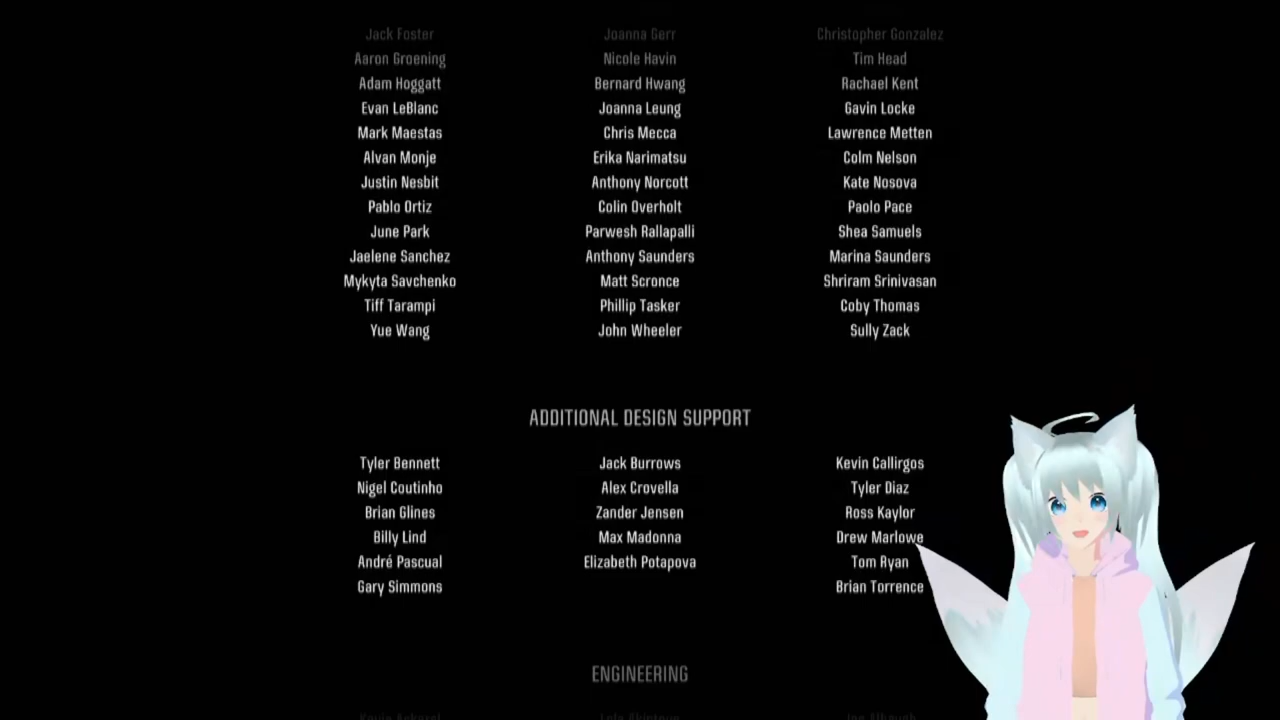 Jack Foster Joanna Gerr Christopher Gonzalez
Aaron Groening Nicole Havin Tim Head
Adam Hoggatt Bernard Hwang Rachael Kent
Evan LeBlanc Joanna Leung Gavin Locke
Mark Maestas Chris Mecca Lawrence Metten
Alvan Monje Erika Narimatsu Colm Nelson
Justin Nesbit Anthony Norcott Kate Nosova
Pablo Ortiz Colin Overholt Paolo Pace
June Park Parwesh Rallapalli Shea Samuels
Jaelene Sanchez Anthony Saunders Marina Saunders
Mykyta Savchenko Matt Scronce Shriram Srinivasan
Tiff Tarampi Phillip Tasker Coby Thomas
Yue Wang John Wheeler Sully Zack
ADDITIONAL DESIGN SUPPORT
Tyler Bennett Jack Burrows Kevin Callirgos
Nigel Coutinho Alex Crovella Tyler Diaz
Brian Glines Zander Jensen Ross Kaylor
Billy Lind Max Madonna Drew Marlowe
André Pascual Elizabeth Potapova Tom Ryan
Gary Simmons Brian Torrence
ENGINEERING